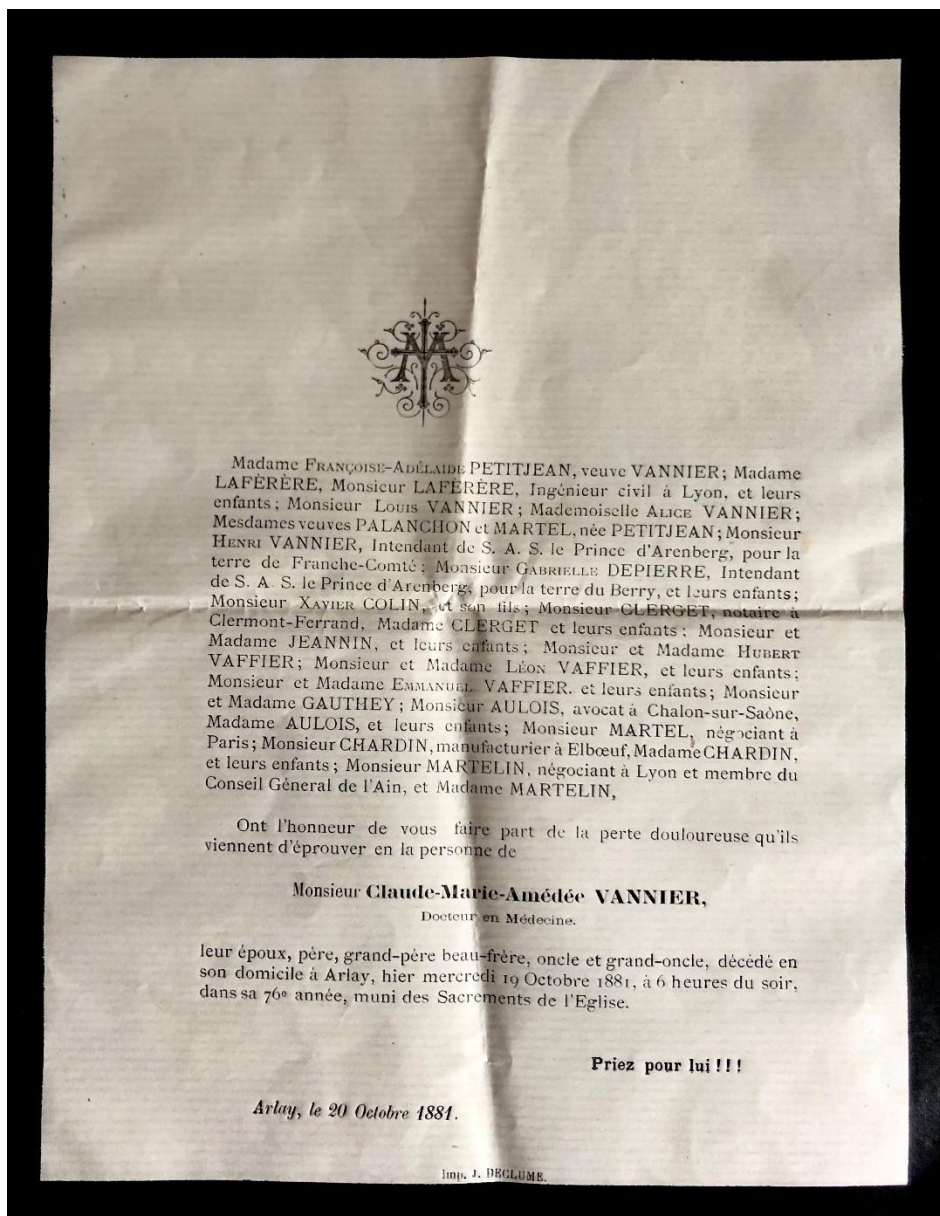 Madame FRANÇOISE-ADÉLAIDE PETITJEAN, veuve VANNIER; Madame
LAFÈRÈRE, Monsieur LAFÈRÈRE, Ingénieur civil à Lyon, et leurs
enfants; Monsieur LOUIS VANNIER; Mademoiselle ALICE VANNIER;
Mesdames veuves PALANCHON et MARTEL, née PETITJEAN; Monsieur
HENRI VANNIER, Intendant de S. A. S. le Prince d'Arenberg, pour la
terre de Franche-Comté; Monsieur GABRIELLE DEPIERRE, Intendant
de S. A. S. le Prince d'Arenberg, pour la terre du Berry, et leurs enfants;
Monsieur XAVIER COLIN, et son fils; Monsieur CLERGET, notaire à
Clermont-Ferrand, Madame CLERGET et leurs enfants; Monsieur et
Madame JEANNIN, et leurs enfants; Monsieur et Madame HUBERT
VAFFIER; Monsieur et Madame LÉON VAFFIER, et leurs enfants;
Monsieur et Madame EMMANUEL VAFFIER. et leurs enfants; Monsieur
et Madame GAUTHEY; Monsieur AULOIS, avocat à Chalon-sur-Saône,
Madame AULOIS, et leurs enfants; Monsieur MARTEL, négociant à
Paris; Monsieur CHARDIN, manufacturier à Elbœuf, Madame CHARDIN,
et leurs enfants; Monsieur MARTELIN, négociant à Lyon et membre du
Conseil Général de l'Ain, et Madame MARTELIN,
Ont l'honneur de vous faire part de la perte douloureuse qu'ils
viennent d'éprouver en la personne de
Monsieur Claude-Marie-Amédée VANNIER,
Docteur en Médecine.
leur époux, père, grand-père beau-frère, oncle et grand-oncle, décédé en
son domicile à Arlay, hier mercredi 19 Octobre 1881, à 6 heures du soir,
dans sa 76e année, muni des Sacrements de l'Eglise.
Priez pour lui !!!
Arlay, le 20 Octobre 1881.
Imp. J. DECLUME.